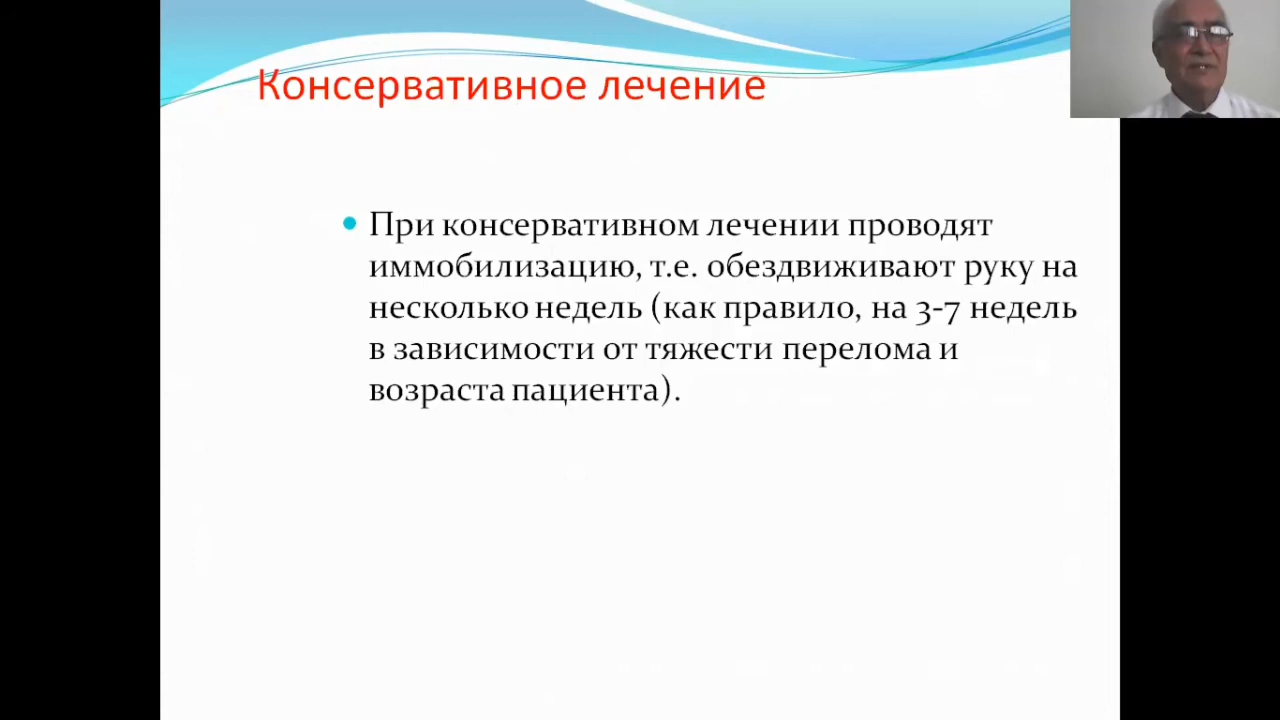 Консервативное лечение
При консервативном лечении проводят
иммобилизацию, т.е. обездвиживают руку на
несколько недель (как правило, на 3-7 недель
в зависимости от тяжести перелома и
возраста пациента).